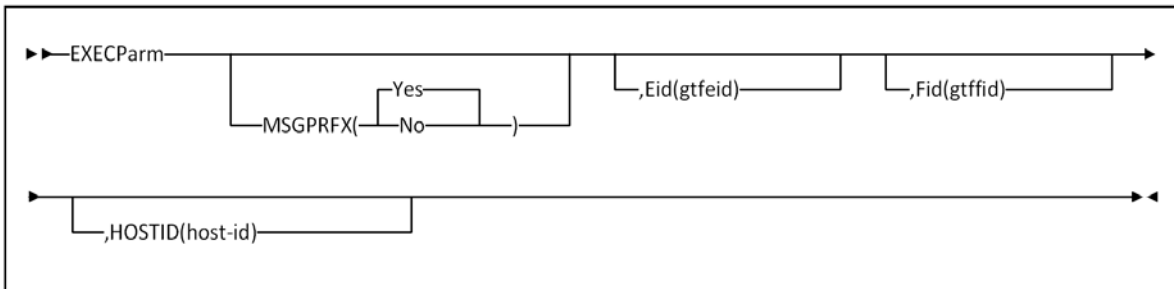 EXECParm
,Eid(gtfeid) ,Fid(gtffid)
Yes
MSGPRFX( No )
,HOSTID(host-id)